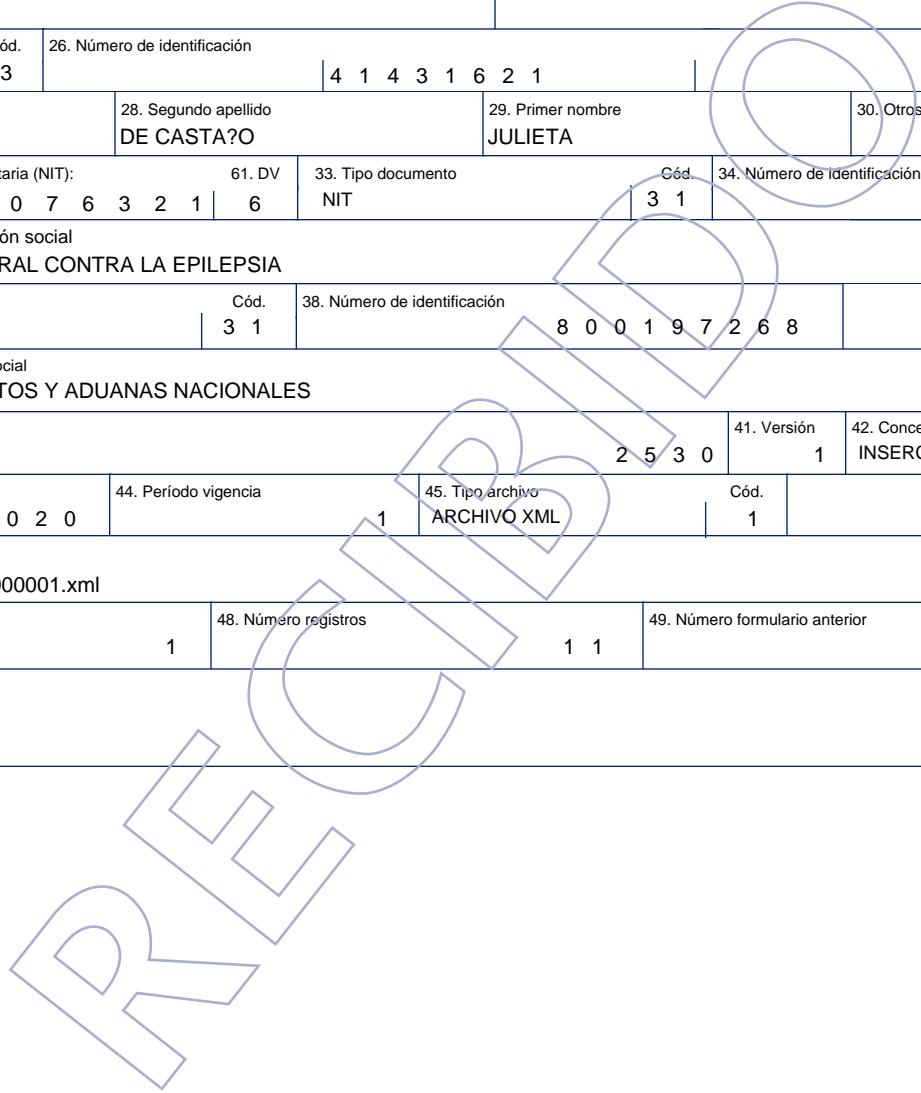 ód. 26. Número de identificación
3 4 1 4 3 1 6 2 1
28. Segundo apellido 29. Primer nombre 30. Otros
DE CASTA?O JULIETA
taria (NIT): 61. DV 33. Tipo documento Cód. 34. Número de identificación
0 7 6 3 2 1 6 NIT 3 1
ón social
RAL CONTRA LA EPILEPSIA
Cód. 38. Número de identificación
3 1 8 0 0 1 9 7 2 6 8
ocial
TOS Y ADUANAS NACIONALES
41. Versión 42. Conce
2 5 3 0 1 INSERC
44. Período vigencia 45. Tipo archivo Cód.
0 2 0 1 ARCHIVO XML 1
000001.xml
48. Número registros 49. Número formulario anterior
1 1 1
RECIBIDO